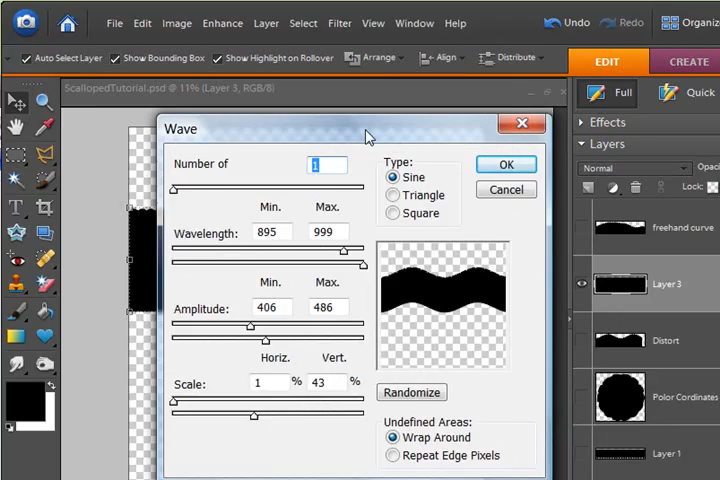 File Edit Image Enhance Layer Select Filter View Window Help Undo Redo Organiz
Auto Select Layer Show Bounding Box Show Highlight on Rollover Arrange Align Distribute EDIT CREATE
ScallopedTutorial.psd @ 11% (Layer 3, RGB/8)
Full Quick
Effects
Layers
Normal Opac
Lock:
freehand curve
Layer 3
Distort
Polor Cordinates
Layer 1
Wave
Number of 1
Min. Max.
Wavelength: 895 999
Min. Max.
Amplitude: 406 486
Horiz. Vert.
Scale: 1 % 43 %
Type:
Sine
Triangle
Square
OK
Cancel
Randomize
Undefined Areas:
Wrap Around
Repeat Edge Pixels